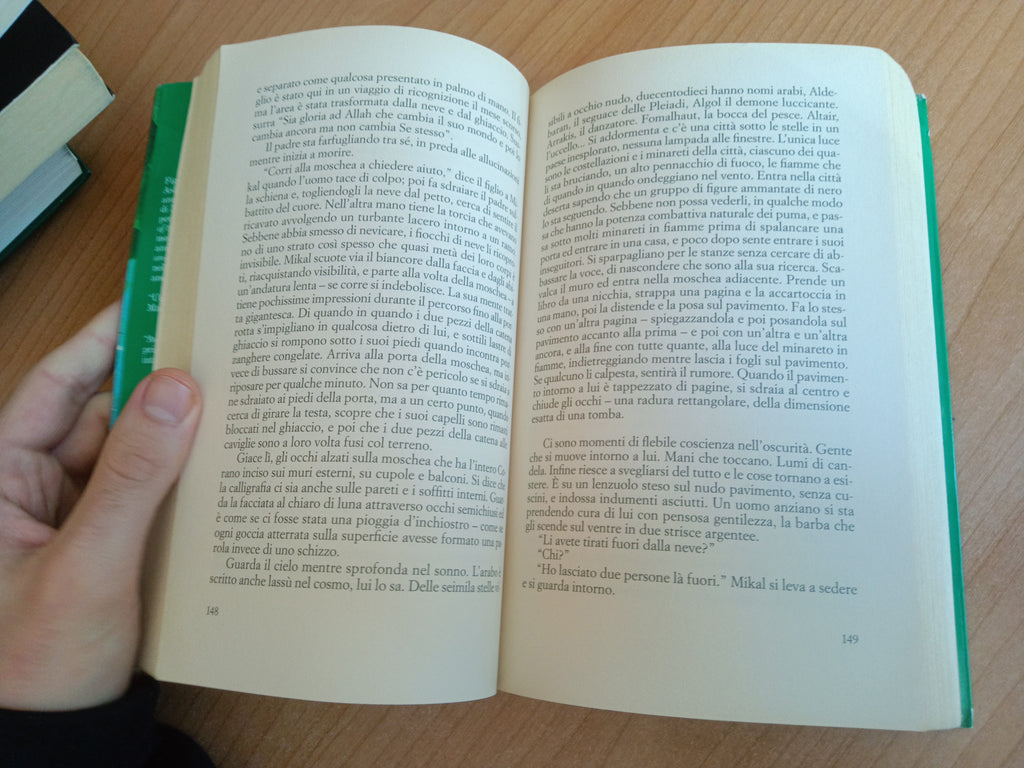 e separato come qualcosa presentato in palmo di mano. Il fi-
glio è stato qui in un viaggio di ricognizione il mese scorso,
ma l'area è stata trasformata dalla neve e dal ghiaccio.
surra "Sia gloria ad Allah che cambia il suo mondo e poi lo
cambia ancora ma non cambia Se stesso".
Il padre sta farfugliando tra sé, in preda alle allucinazioni
mentre inizia a morire.
"Corri alla moschea a chiedere aiuto," dice il figlio a Mi-
kal quando l'uomo tace di colpo; poi fa sdraiare il padre sul-
la schiena e, togliendogli la neve dal petto, cerca di sentire il
battito del cuore. Nell'altra mano tiene la torcia che avevano
ricavato avvolgendo un turbante lacero intorno a un ramo.
Sebbene abbia smesso di nevicare, i fiocchi di neve li ricopro-
no di uno strato così spesso che quasi metà dei loro corpi è
invisibile. Mikal scuote via il biancore dalla faccia e dagli abi-
ti, riacquistando visibilità, e parte alla volta della moschea – a
un'andatura lenta – se corre si indebolisce. La sua mente trat-
tiene pochissime impressioni durante il percorso fino alla por-
ta gigantesca. Di quando in quando i due pezzi della catena
rotta s'impigliano in qualcosa dietro di lui, e sottili lastre di
ghiaccio si rompono sotto i suoi piedi quando incontra poz-
zanghere congelate. Arriva alla porta della moschea, ma in-
vece di bussare si convince che non c'è pericolo se si sdraia a
riposare per qualche minuto. Non sa per quanto tempo rima-
ne sdraiato ai piedi della porta, ma a un certo punto, quando
cerca di girare la testa, scopre che i suoi capelli sono rimasti
bloccati nel ghiaccio, e poi che i due pezzi della catena alle
caviglie sono a loro volta fusi col terreno.
Giace lì, gli occhi alzati sulla moschea che ha l'intero Co-
rano inciso sui muri esterni, su cupole e balconi. Si dice che
la calligrafia ci sia anche sulle pareti e i soffitti interni. Guar-
da la facciata al chiaro di luna attraverso occhi semichiusi ed
è come se ci fosse stata una pioggia d'inchiostro – come se
ogni goccia atterrata sulla superficie avesse formato una pa-
rola invece di uno schizzo.
Guarda il cielo mentre sprofonda nel sonno. L'arabo è
scritto anche lassù nel cosmo, lui lo sa. Delle seimila stelle vi-
148
sibili a occhio nudo, duecentodieci hanno nomi arabi, Alde-
baran, il seguace delle Pleiadi, Algol il demone luccicante.
Arrakis, il danzatore. Fomalhaut, la bocca del pesce. Altair,
l'uccello... Si addormenta e c'è una città sotto le stelle in un
paese inesplorato, nessuna lampada alle finestre. L'unica luce
sono le costellazioni e i minareti della città, ciascuno dei qua-
li sta bruciando, un alto pennacchio di fuoco, le fiamme che
di quando in quando ondeggiano nel vento. Entra nella città
deserta sapendo che un gruppo di figure ammantate di nero
lo sta seguendo. Sebbene non possa vederli, in qualche modo
sa che hanno la potenza combattiva naturale dei puma, e pas-
sa sotto molti minareti in fiamme prima di spalancare una
porta ed entrare in una casa, e poco dopo sente entrare i suoi
inseguitori. Si sparpagliano per le stanze senza cercare di ab-
bassare la voce, di nascondere che sono alla sua ricerca. Sca-
valca il muro ed entra nella moschea adiacente. Prende un
libro da una nicchia, strappa una pagina e la accartoccia in
una mano, poi la distende e la posa sul pavimento. Fa lo stes-
so con un'altra pagina – spiegazzandola e poi posandola sul
pavimento accanto alla prima – e poi con un'altra e un'altra
ancora, e alla fine con tutte quante, alla luce del minareto in
fiamme, indietreggiando mentre lascia i fogli sul pavimento.
Se qualcuno li calpesta, sentirà il rumore. Quando il pavimen-
to intorno a lui è tappezzato di pagine, si sdraia al centro e
chiude gli occhi – una radura rettangolare, della dimensione
esatta di una tomba.
Ci sono momenti di flebile coscienza nell'oscurità. Gente
che si muove intorno a lui. Mani che toccano. Lumi di can-
dela. Infine riesce a svegliarsi del tutto e le cose tornano a esi-
stere. È su un lenzuolo steso sul nudo pavimento, senza cu-
scini, e indossa indumenti asciutti. Un uomo anziano si sta
prendendo cura di lui con pensosa gentilezza, la barba che
gli scende sul ventre in due strisce argentee.
"Li avete tirati fuori dalla neve?"
"Chi?"
"Ho lasciato due persone là fuori." Mikal si leva a sedere
e si guarda intorno.
149